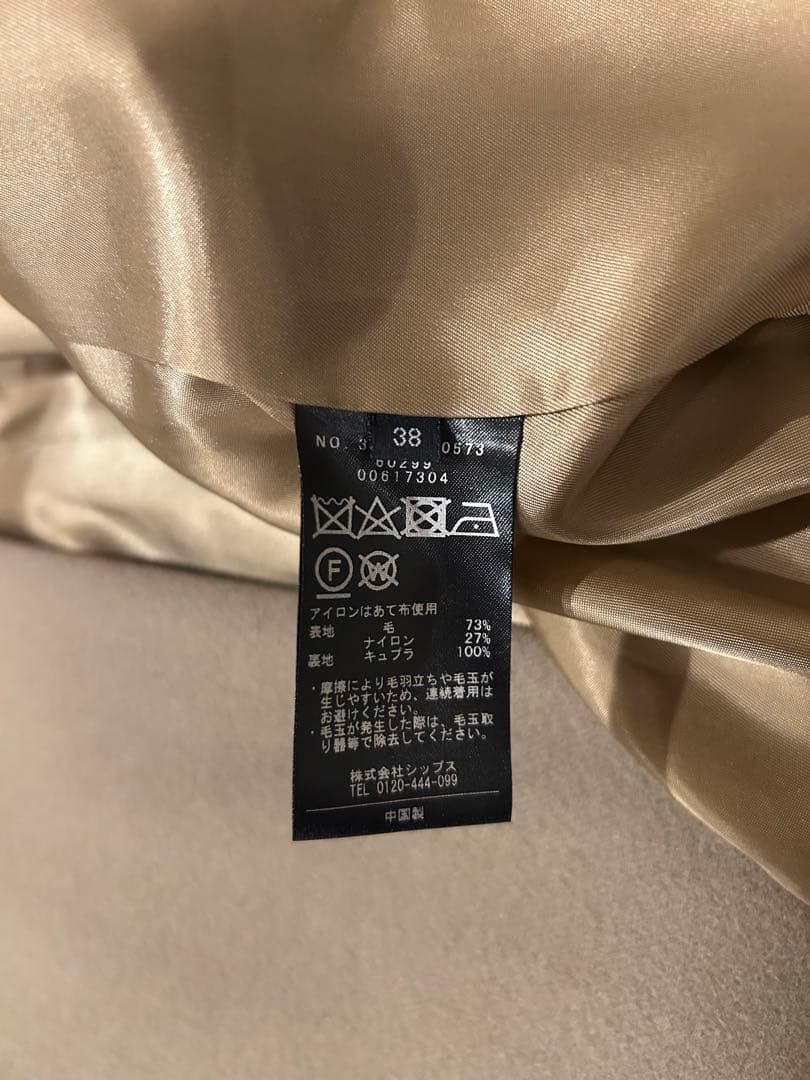 NO. 3 38 0573
60299
00617304
F W
アイロンはあて布使用
表地 毛 73%
ナイロン 27%
裏地 キュプラ 100%
・摩擦により毛羽立ちや毛玉が
生じやすいため、連続着用は
お避けください。
・毛玉が発生した際は、毛玉取
り器等で除去してください。
株式会社シップス
TEL 0120-444-099
中国製